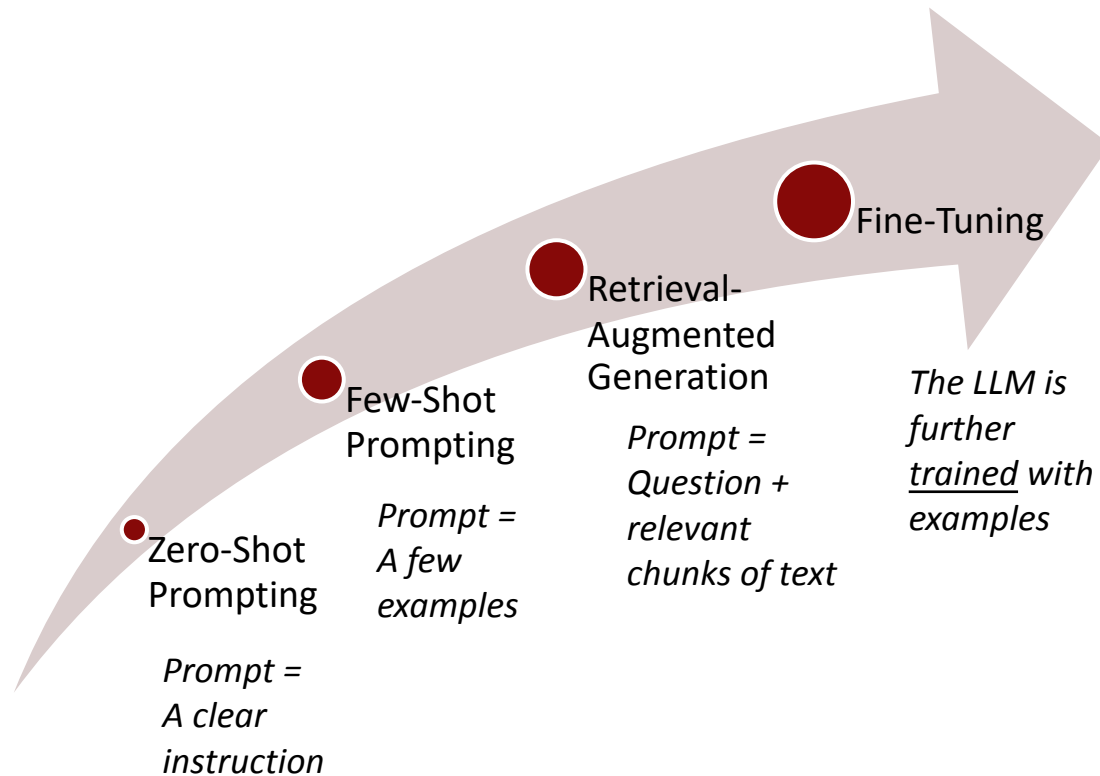 Zero-Shot
Prompting
Prompt =
A clear
instruction
Few-Shot
Prompting
Prompt =
A few
examples
Retrieval-
Augmented
Generation
Prompt =
Question +
relevant
chunks of text
Fine-Tuning
The LLM is
further
trained with
examples